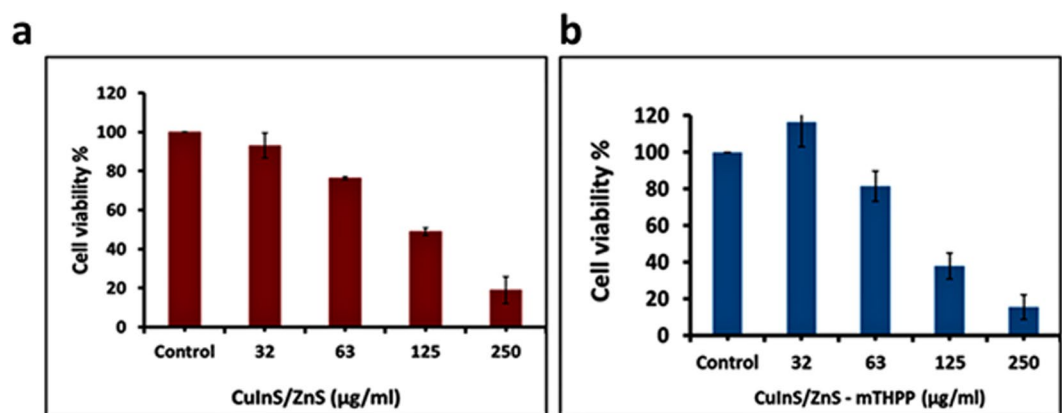 a
Cell viability %
120
100
80
60
40
20
0
Control 32 63 125 250
CuInS/ZnS (µg/ml)
b
Cell viability %
120
100
80
60
40
20
0
Control 32 63 125 250
CuInS/ZnS - mTHPP (µg/ml)